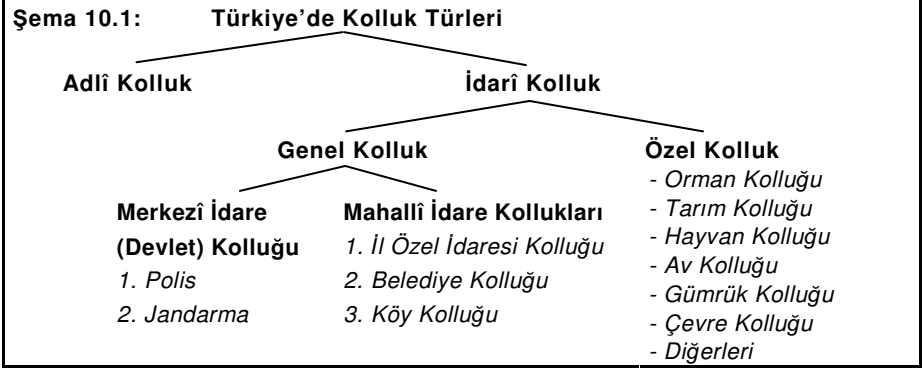 Şema 10.1: Türkiye'de Kolluk Türleri
Adlî Kolluk İdarî Kolluk
Genel Kolluk Özel Kolluk
Merkezî İdare
(Devlet) Kolluğu
1. Polis
2. Jandarma
Mahallî İdare Kollukları
1. İl Özel İdaresi Kolluğu
2. Belediye Kolluğu
3. Köy Kolluğu
- Orman Kolluğu
- Tarım Kolluğu
- Hayvan Kolluğu
- Av Kolluğu
- Gümrük Kolluğu
- Çevre Kolluğu
- Diğerleri